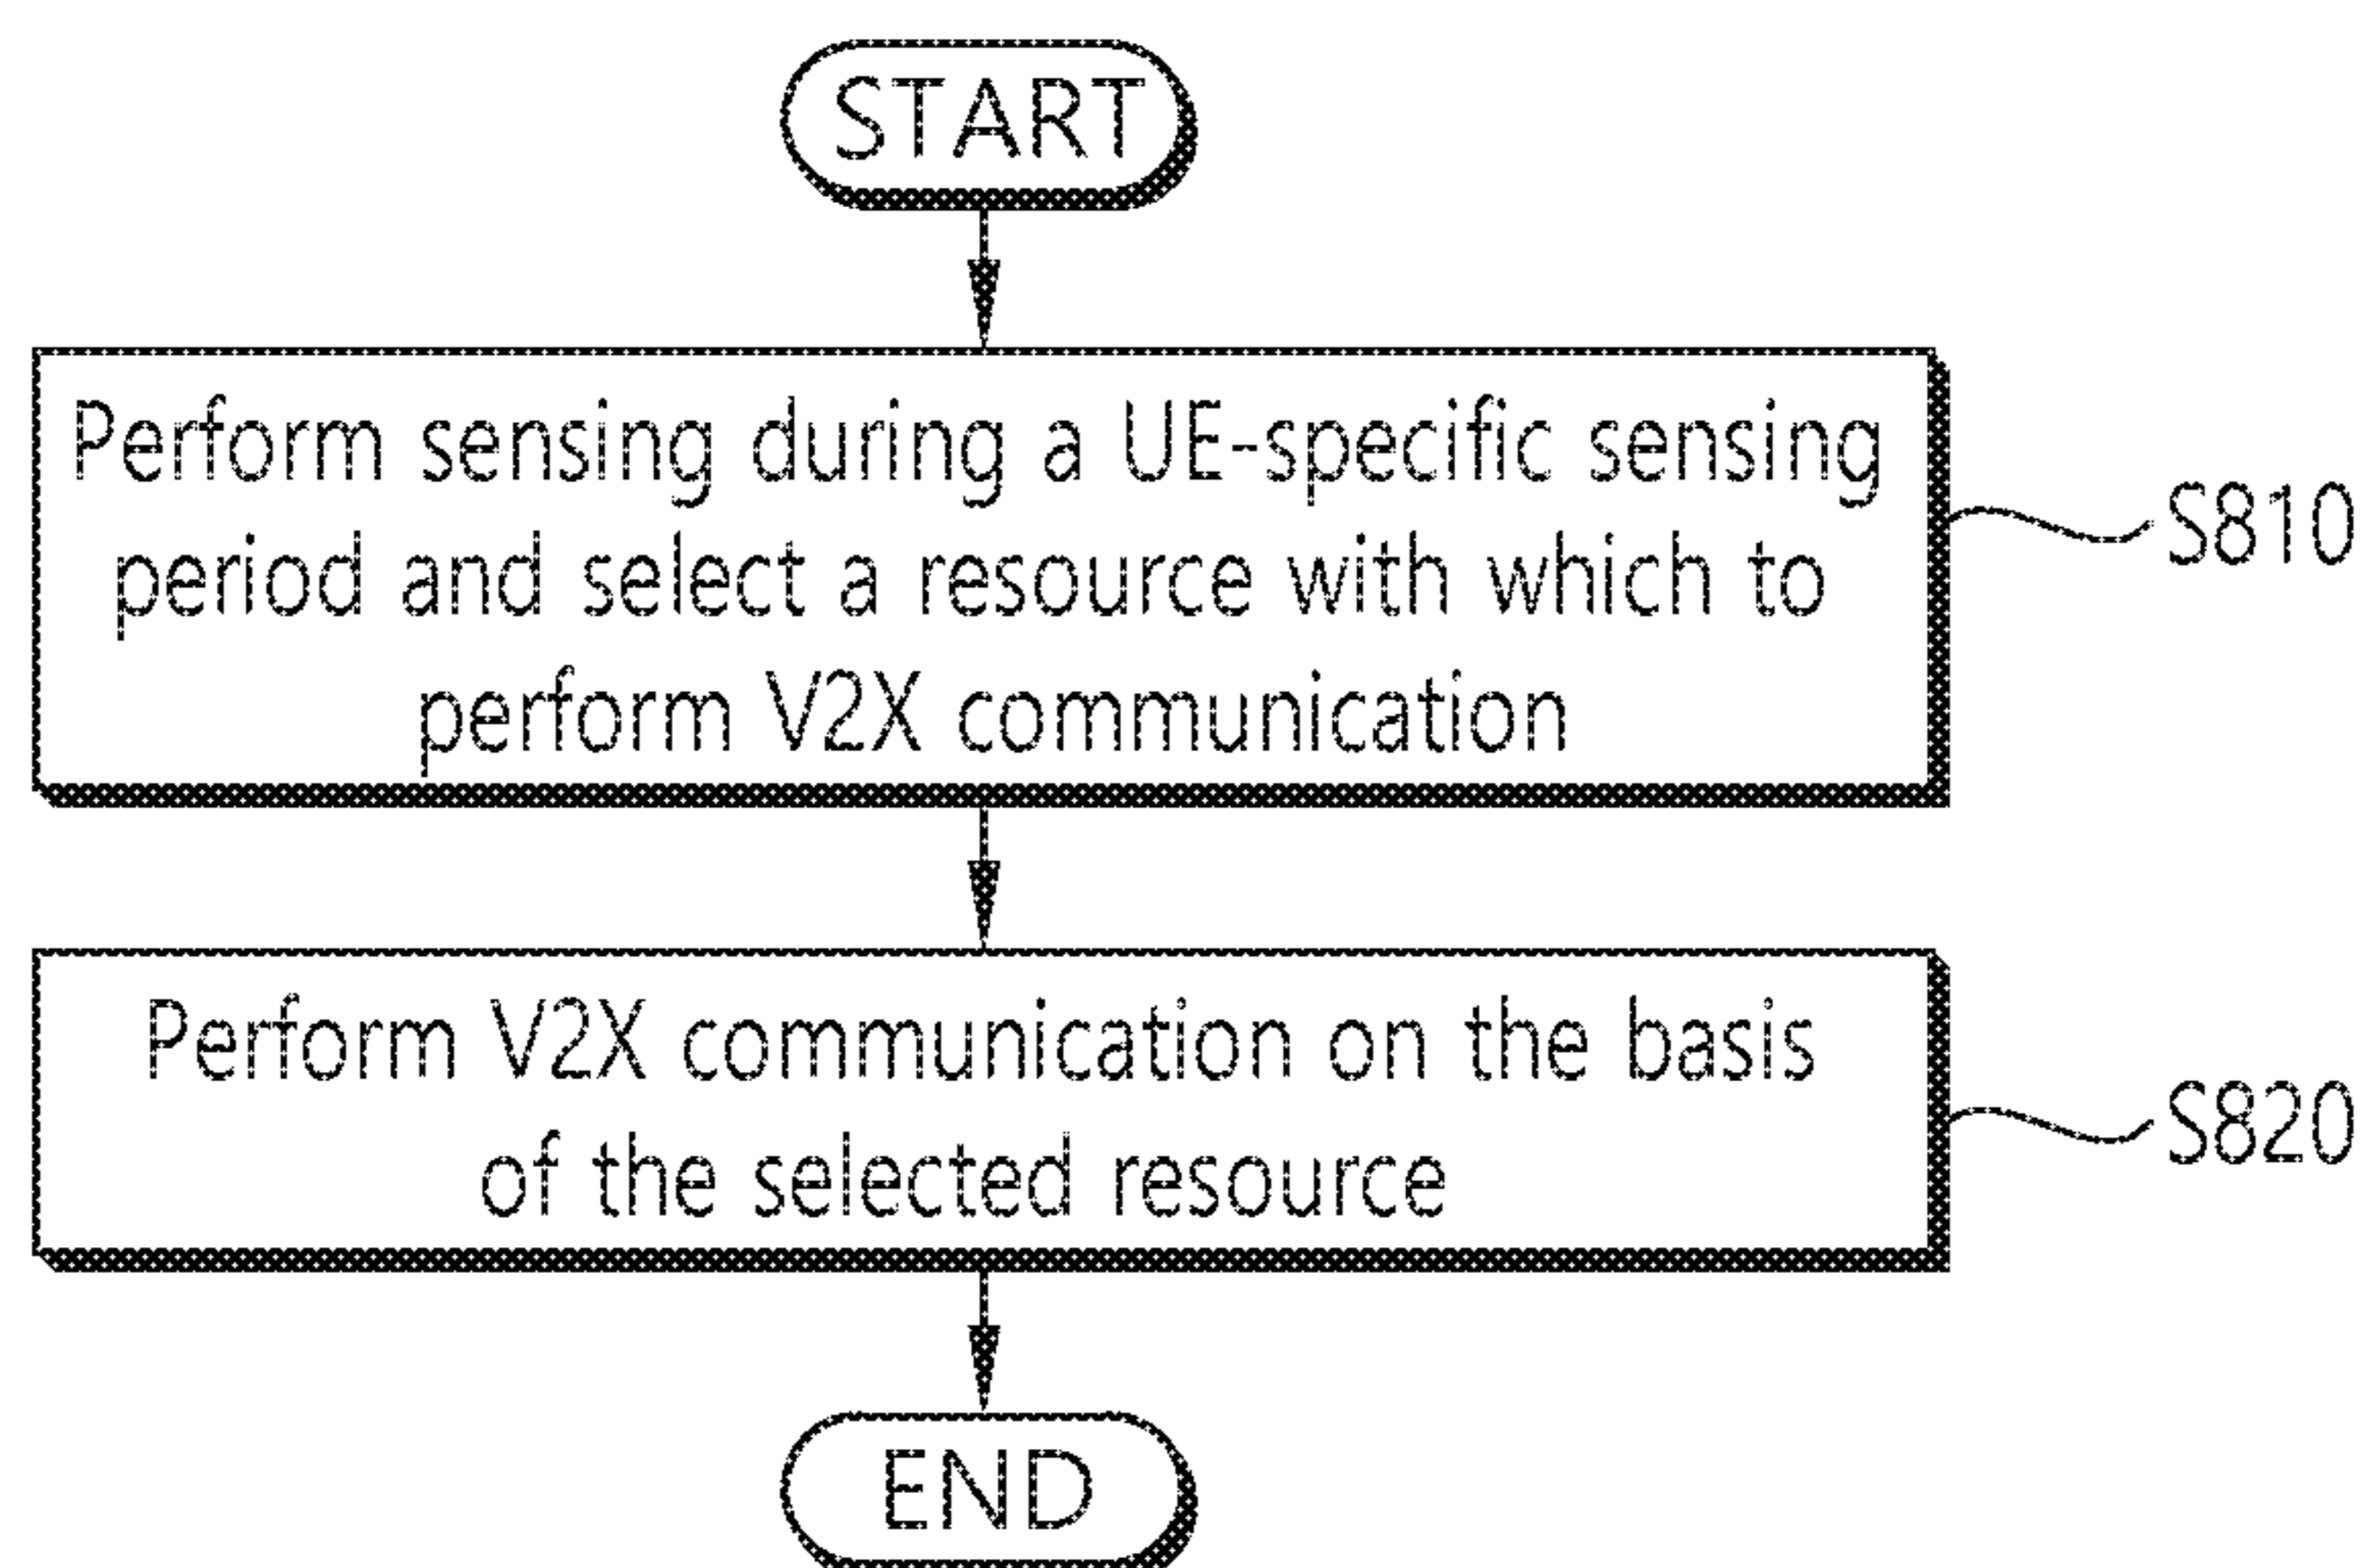 START
Perform sensing during a UE-specific sensing
period and select a resource with which to
perform V2X communication
S810
Perform V2X communication on the basis
of the selected resource
S820
END